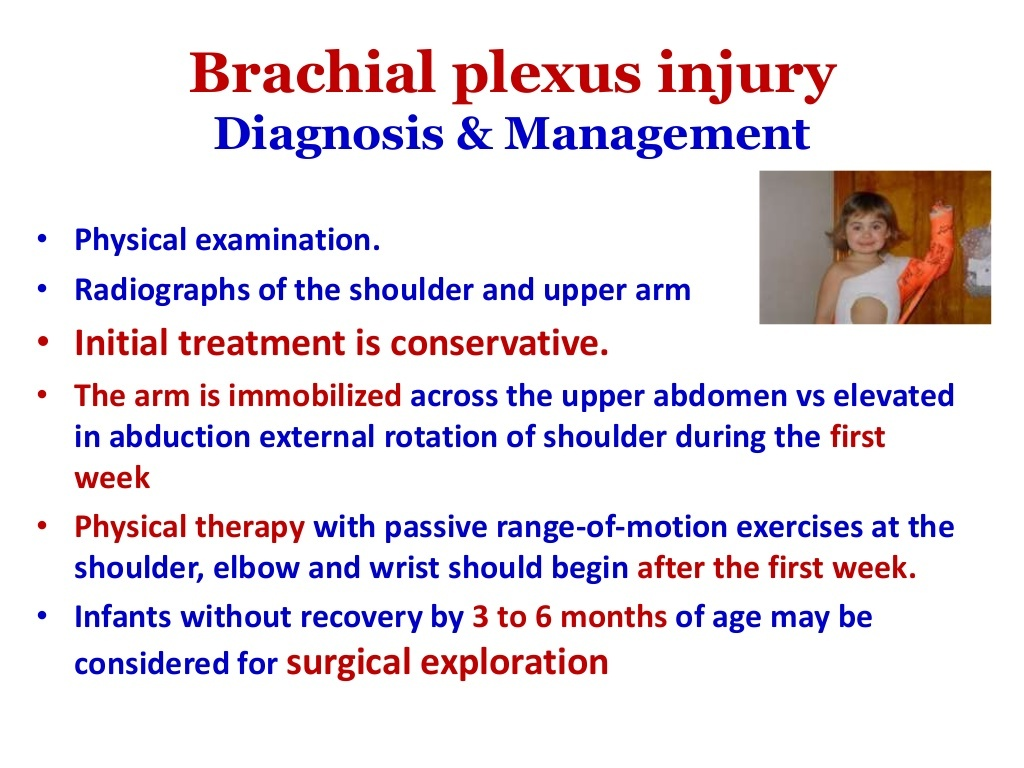 Brachial plexus injury
Diagnosis & Management
• Physical examination.
• Radiographs of the shoulder and upper arm
• Initial treatment is conservative.
• The arm is immobilized across the upper abdomen vs elevated
in abduction external rotation of shoulder during the first
week
• Physical therapy with passive range-of-motion exercises at the
shoulder, elbow and wrist should begin after the first week.
• Infants without recovery by 3 to 6 months of age may be
considered for surgical exploration